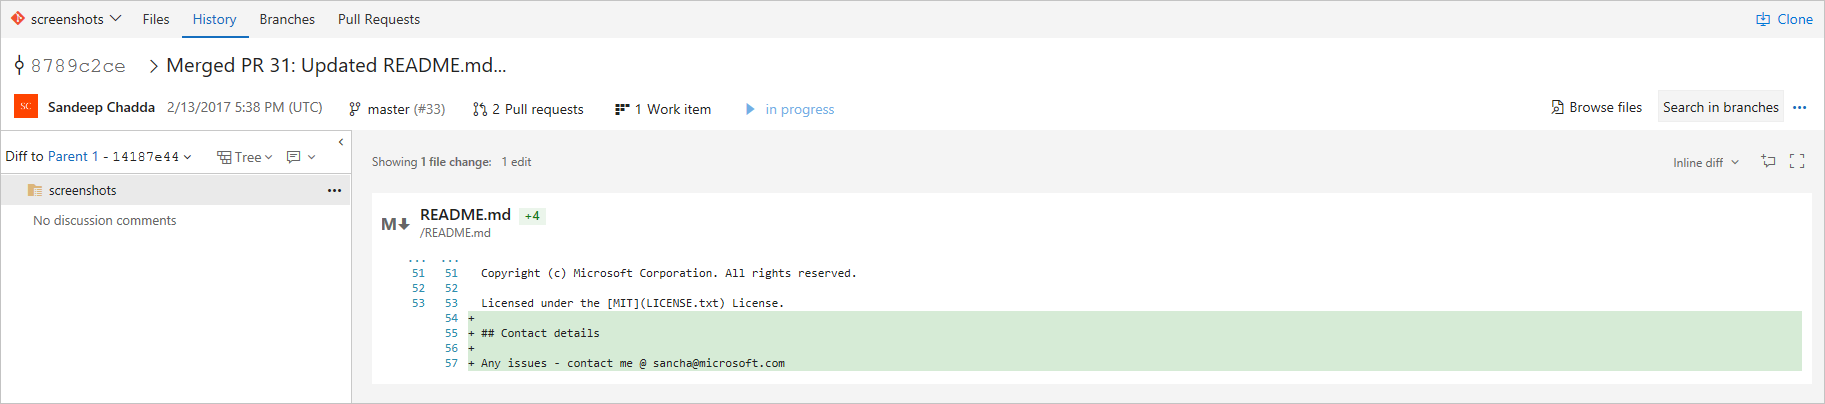 screenshots Files History Branches Pull Requests Clone
8789c2ce > Merged PR 31: Updated README.md...
SC Sandeep Chadda 2/13/2017 5:38 PM (UTC) master (#33) 2 Pull requests 1 Work item in progress Browse files Search in branches ...
Diff to Parent 1 - 14187e44 Tree
screenshots ...
No discussion comments
Showing 1 file change: 1 edit Inline diff
M README.md +4
/README.md
... ...
51 51 Copyright (c) Microsoft Corporation. All rights reserved.
52 52
53 53 Licensed under the [MIT](LICENSE.txt) License.
54 +
55 + ## Contact details
56 +
57 + Any issues - contact me @ sancha@microsoft.com